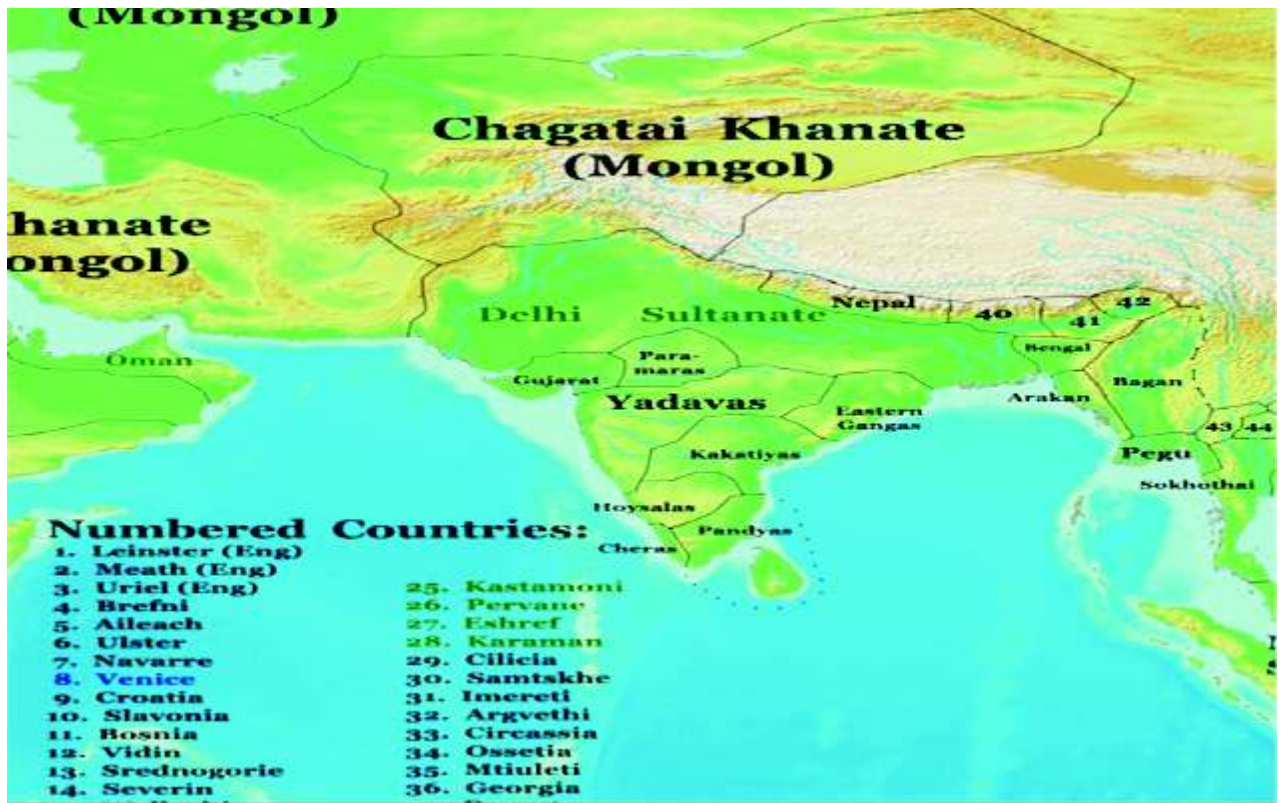 (Mongol)
Chagatai Khanate
(Mongol)
hanate
ongol)
Delhi Sultanate
Nepal
40
41
42
Oman
Gujarat
Para-
maras
Bengal
Bagan
Yadavas
Eastern
Gangas
Arakan
43
44
Kakatiyas
Pegu
Sokhothai
Hoysalas
Pandyas
Cheras
Numbered Countries:
1. Leinster (Eng)
2. Meath (Eng)
3. Uriel (Eng)
4. Brefni
5. Aileach
6. Ulster
7. Navarre
8. Venice
9. Croatia
10. Slavonia
11. Bosnia
12. Vidin
13. Srednogorie
14. Severin
25. Kastamoni
26. Pervane
27. Eshref
28. Karaman
29. Cilicia
30. Samtskhe
31. Imereti
32. Argvethi
33. Circassia
34. Ossetia
35. Mtiuleti
36. Georgia